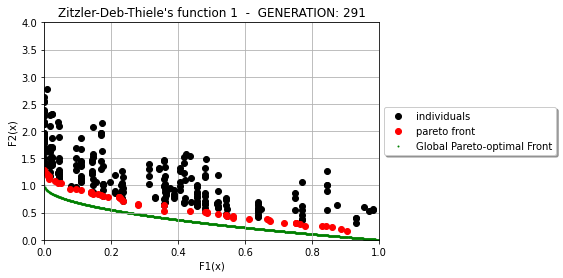 Zitzler-Deb-Thiele's function 1 - GENERATION: 291
4.0
3.5
3.0
2.5
2.0
1.5
1.0
0.5
0.0
F2(x)
0.0 0.2 0.4 0.6 0.8 1.0
F1(x)
individuals
pareto front
Global Pareto-optimal Front